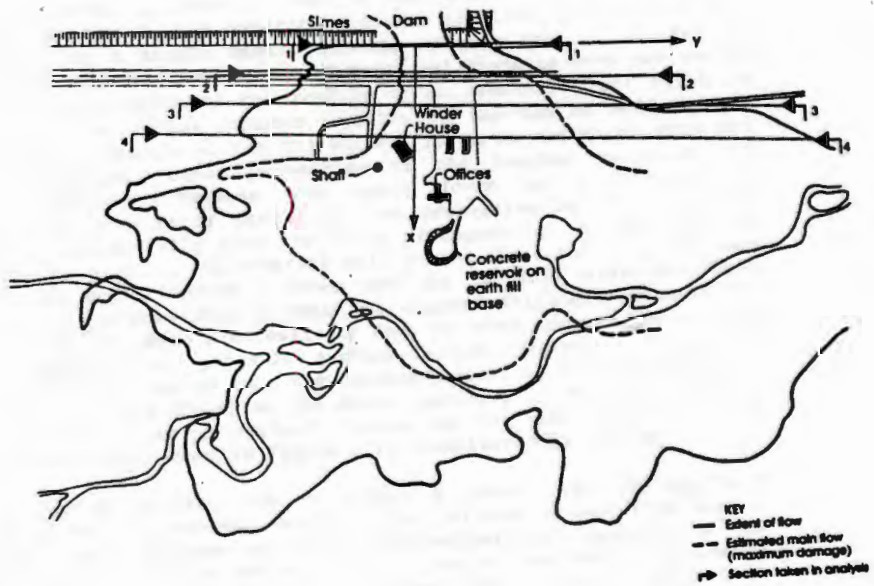 Slimes Dam
1 1
Y
2 2
3 3
4 4
Winder
House
Shaft
Offices
X
Concrete
reservoir on
earth fill
base
KEY
Extent of flow
Estimated main flow
(maximum damage)
Section taken in analysis